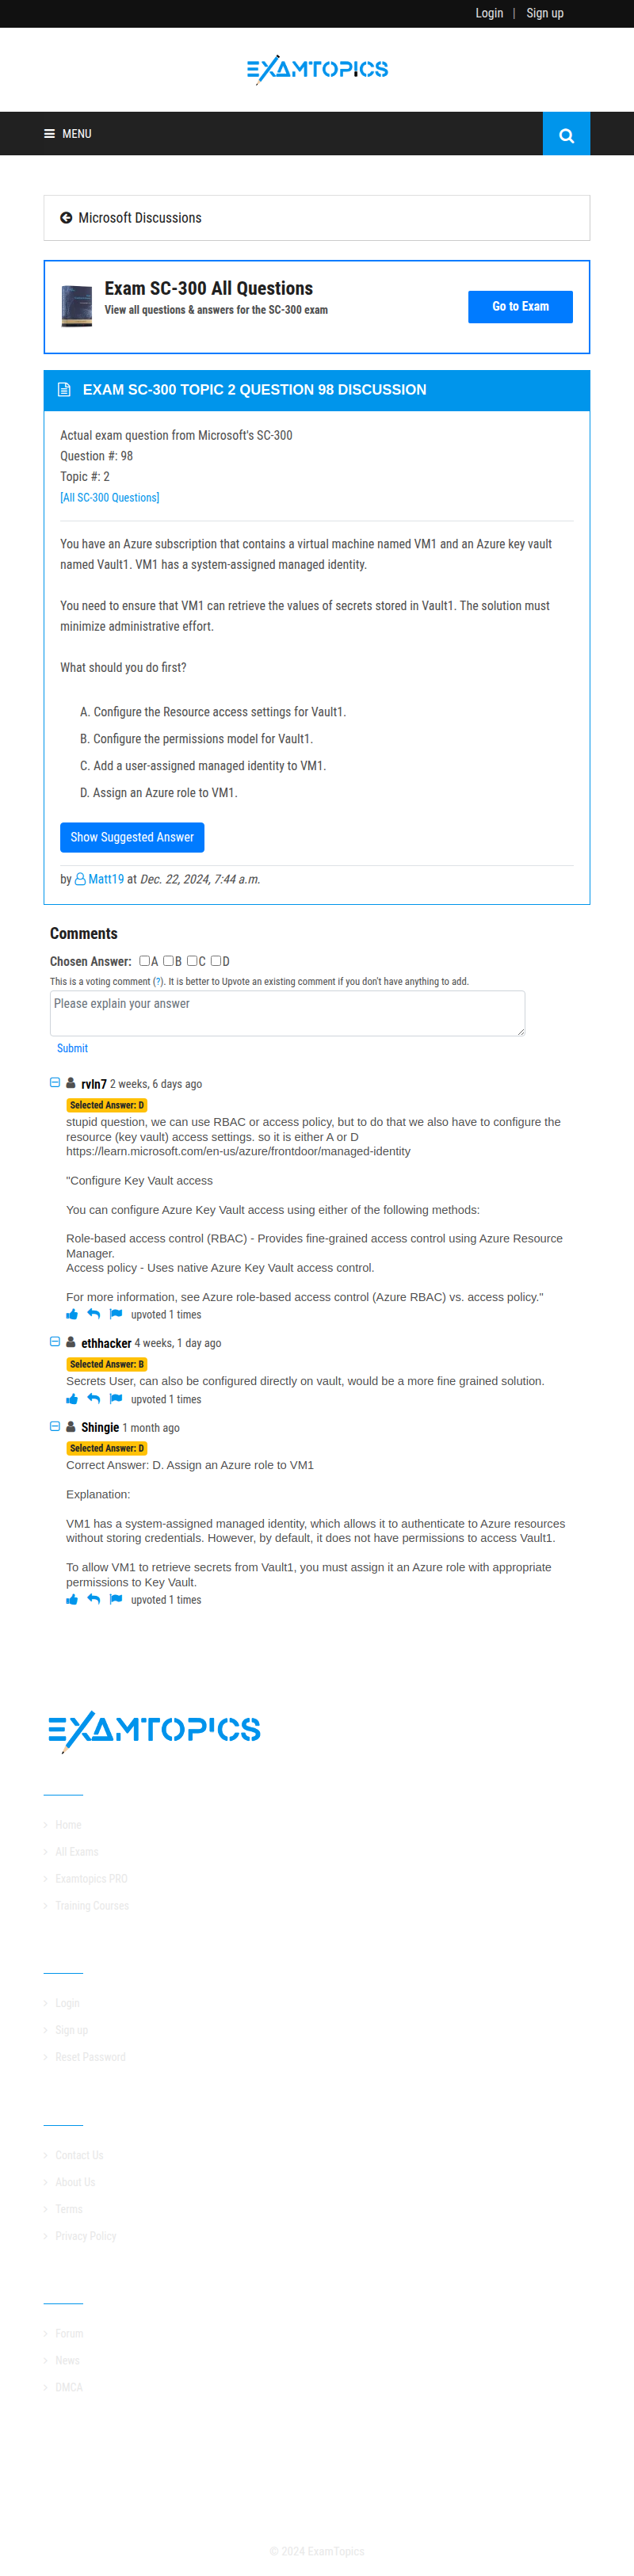 Login | Sign up
EXAMTOPICS
MENU
Microsoft Discussions
Exam SC-300 All Questions
View all questions & answers for the SC-300 exam
Go to Exam
EXAM SC-300 TOPIC 2 QUESTION 98 DISCUSSION
Actual exam question from Microsoft's SC-300
Question #: 98
Topic #: 2
[All SC-300 Questions]
You have an Azure subscription that contains a virtual machine named VM1 and an Azure key vault
named Vault1. VM1 has a system-assigned managed identity.
You need to ensure that VM1 can retrieve the values of secrets stored in Vault1. The solution must
minimize administrative effort.
What should you do first?
A. Configure the Resource access settings for Vault1.
B. Configure the permissions model for Vault1.
C. Add a user-assigned managed identity to VM1.
D. Assign an Azure role to VM1.
Show Suggested Answer
by Matt19 at Dec. 22, 2024, 7:44 a.m.
Comments
Chosen Answer: A B C D
This is a voting comment (?). It is better to Upvote an existing comment if you don't have anything to add.
Please explain your answer
Submit
rvln7 2 weeks, 6 days ago
Selected Answer: D
stupid question, we can use RBAC or access policy, but to do that we also have to configure the
resource (key vault) access settings. so it is either A or D
https://learn.microsoft.com/en-us/azure/frontdoor/managed-identity
"Configure Key Vault access
You can configure Azure Key Vault access using either of the following methods:
Role-based access control (RBAC) - Provides fine-grained access control using Azure Resource
Manager.
Access policy - Uses native Azure Key Vault access control.
For more information, see Azure role-based access control (Azure RBAC) vs. access policy."
upvoted 1 times
ethhacker 4 weeks, 1 day ago
Selected Answer: B
Secrets User, can also be configured directly on vault, would be a more fine grained solution.
upvoted 1 times
Shingie 1 month ago
Selected Answer: D
Correct Answer: D. Assign an Azure role to VM1
Explanation:
VM1 has a system-assigned managed identity, which allows it to authenticate to Azure resources
without storing credentials. However, by default, it does not have permissions to access Vault1.
To allow VM1 to retrieve secrets from Vault1, you must assign it an Azure role with appropriate
permissions to Key Vault.
upvoted 1 times
EXAMTOPICS
Home
All Exams
Examtopics PRO
Training Courses
Login
Sign up
Reset Password
Contact Us
About Us
Terms
Privacy Policy
Forum
News
DMCA
© 2024 ExamTopics